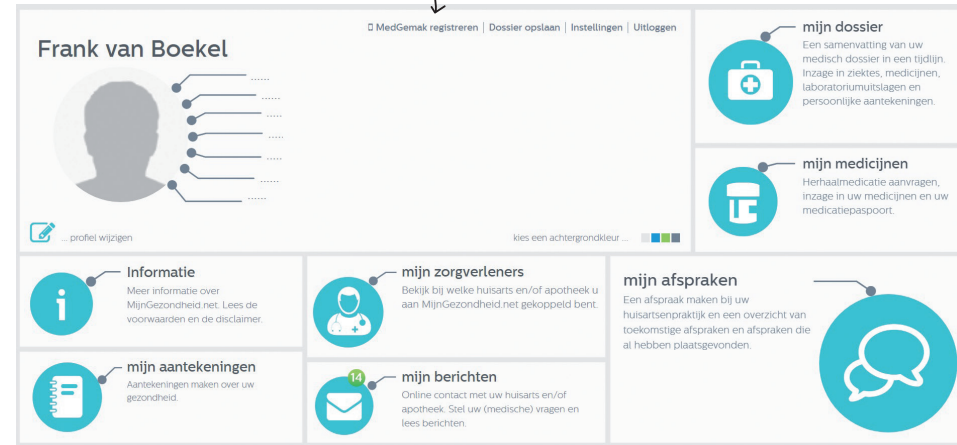 ▯ MedGemak registreren | Dossier opslaan | Instellingen | Uitloggen
Frank van Boekel
......
......
.....
.....
....
......
... profiel wijzigen
kies een achtergrondkleur ...
mijn dossier
Een samenvatting van uw
medisch dossier in een tijdlijn.
Inzage in ziektes, medicijnen,
laboratoriumuitslagen en
persoonlijke aantekeningen.
mijn medicijnen
Herhaalmedicatie aanvragen,
inzage in uw medicijnen en uw
medicatiepaspoort.
Informatie
Meer informatie over
MijnGezondheid.net. Lees de
voorwaarden en de disclaimer.
mijn zorgverleners
Bekijk bij welke huisarts en/of apotheek u
aan MijnGezondheid.net gekoppeld bent.
mijn afspraken
Een afspraak maken bij uw
huisartsenpraktijk en een overzicht van
toekomstige afspraken en afspraken die
al hebben plaatsgevonden.
mijn aantekeningen
Aantekeningen maken over uw
gezondheid.
14
mijn berichten
Online contact met uw huisarts en/of
apotheek. Stel uw (medische) vragen en
lees berichten.